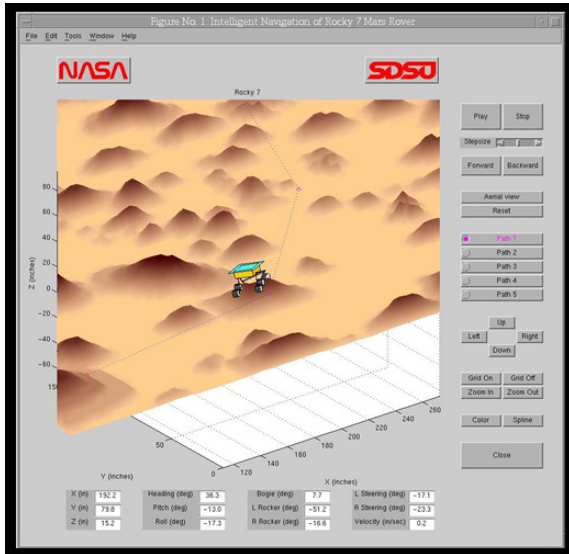 Figure No. 1: Intelligent Navigation of Rocky 7 Mars Rover
File Edit Tools Window Help
NASA
SDSU
Rocky 7
Play Stop
Stepsize
Forward Backward
Aerial view
Reset
Path 1
Path 2
Path 3
Path 4
Path 5
Up
Left Right
Down
Grid On Grid Off
Zoom In Zoom Out
Color Spline
Close
Z (inches)
80
60
40
20
0
-20
-40
-60
15
50
0
120 140 160 180 200 220 240 260
Y (inches)
X (inches)
X (in) 192.2 Heading (deg) 36.3 Bogie (deg) 7.7 L Steering (deg) -17.1
Y (in) 79.8 Pitch (deg) -13.0 L Rocker (deg) -51.2 R Steering (deg) -23.3
Z (in) 15.2 Roll (deg) -17.3 R Rocker (deg) -16.6 Velocity (in/sec) 0.2